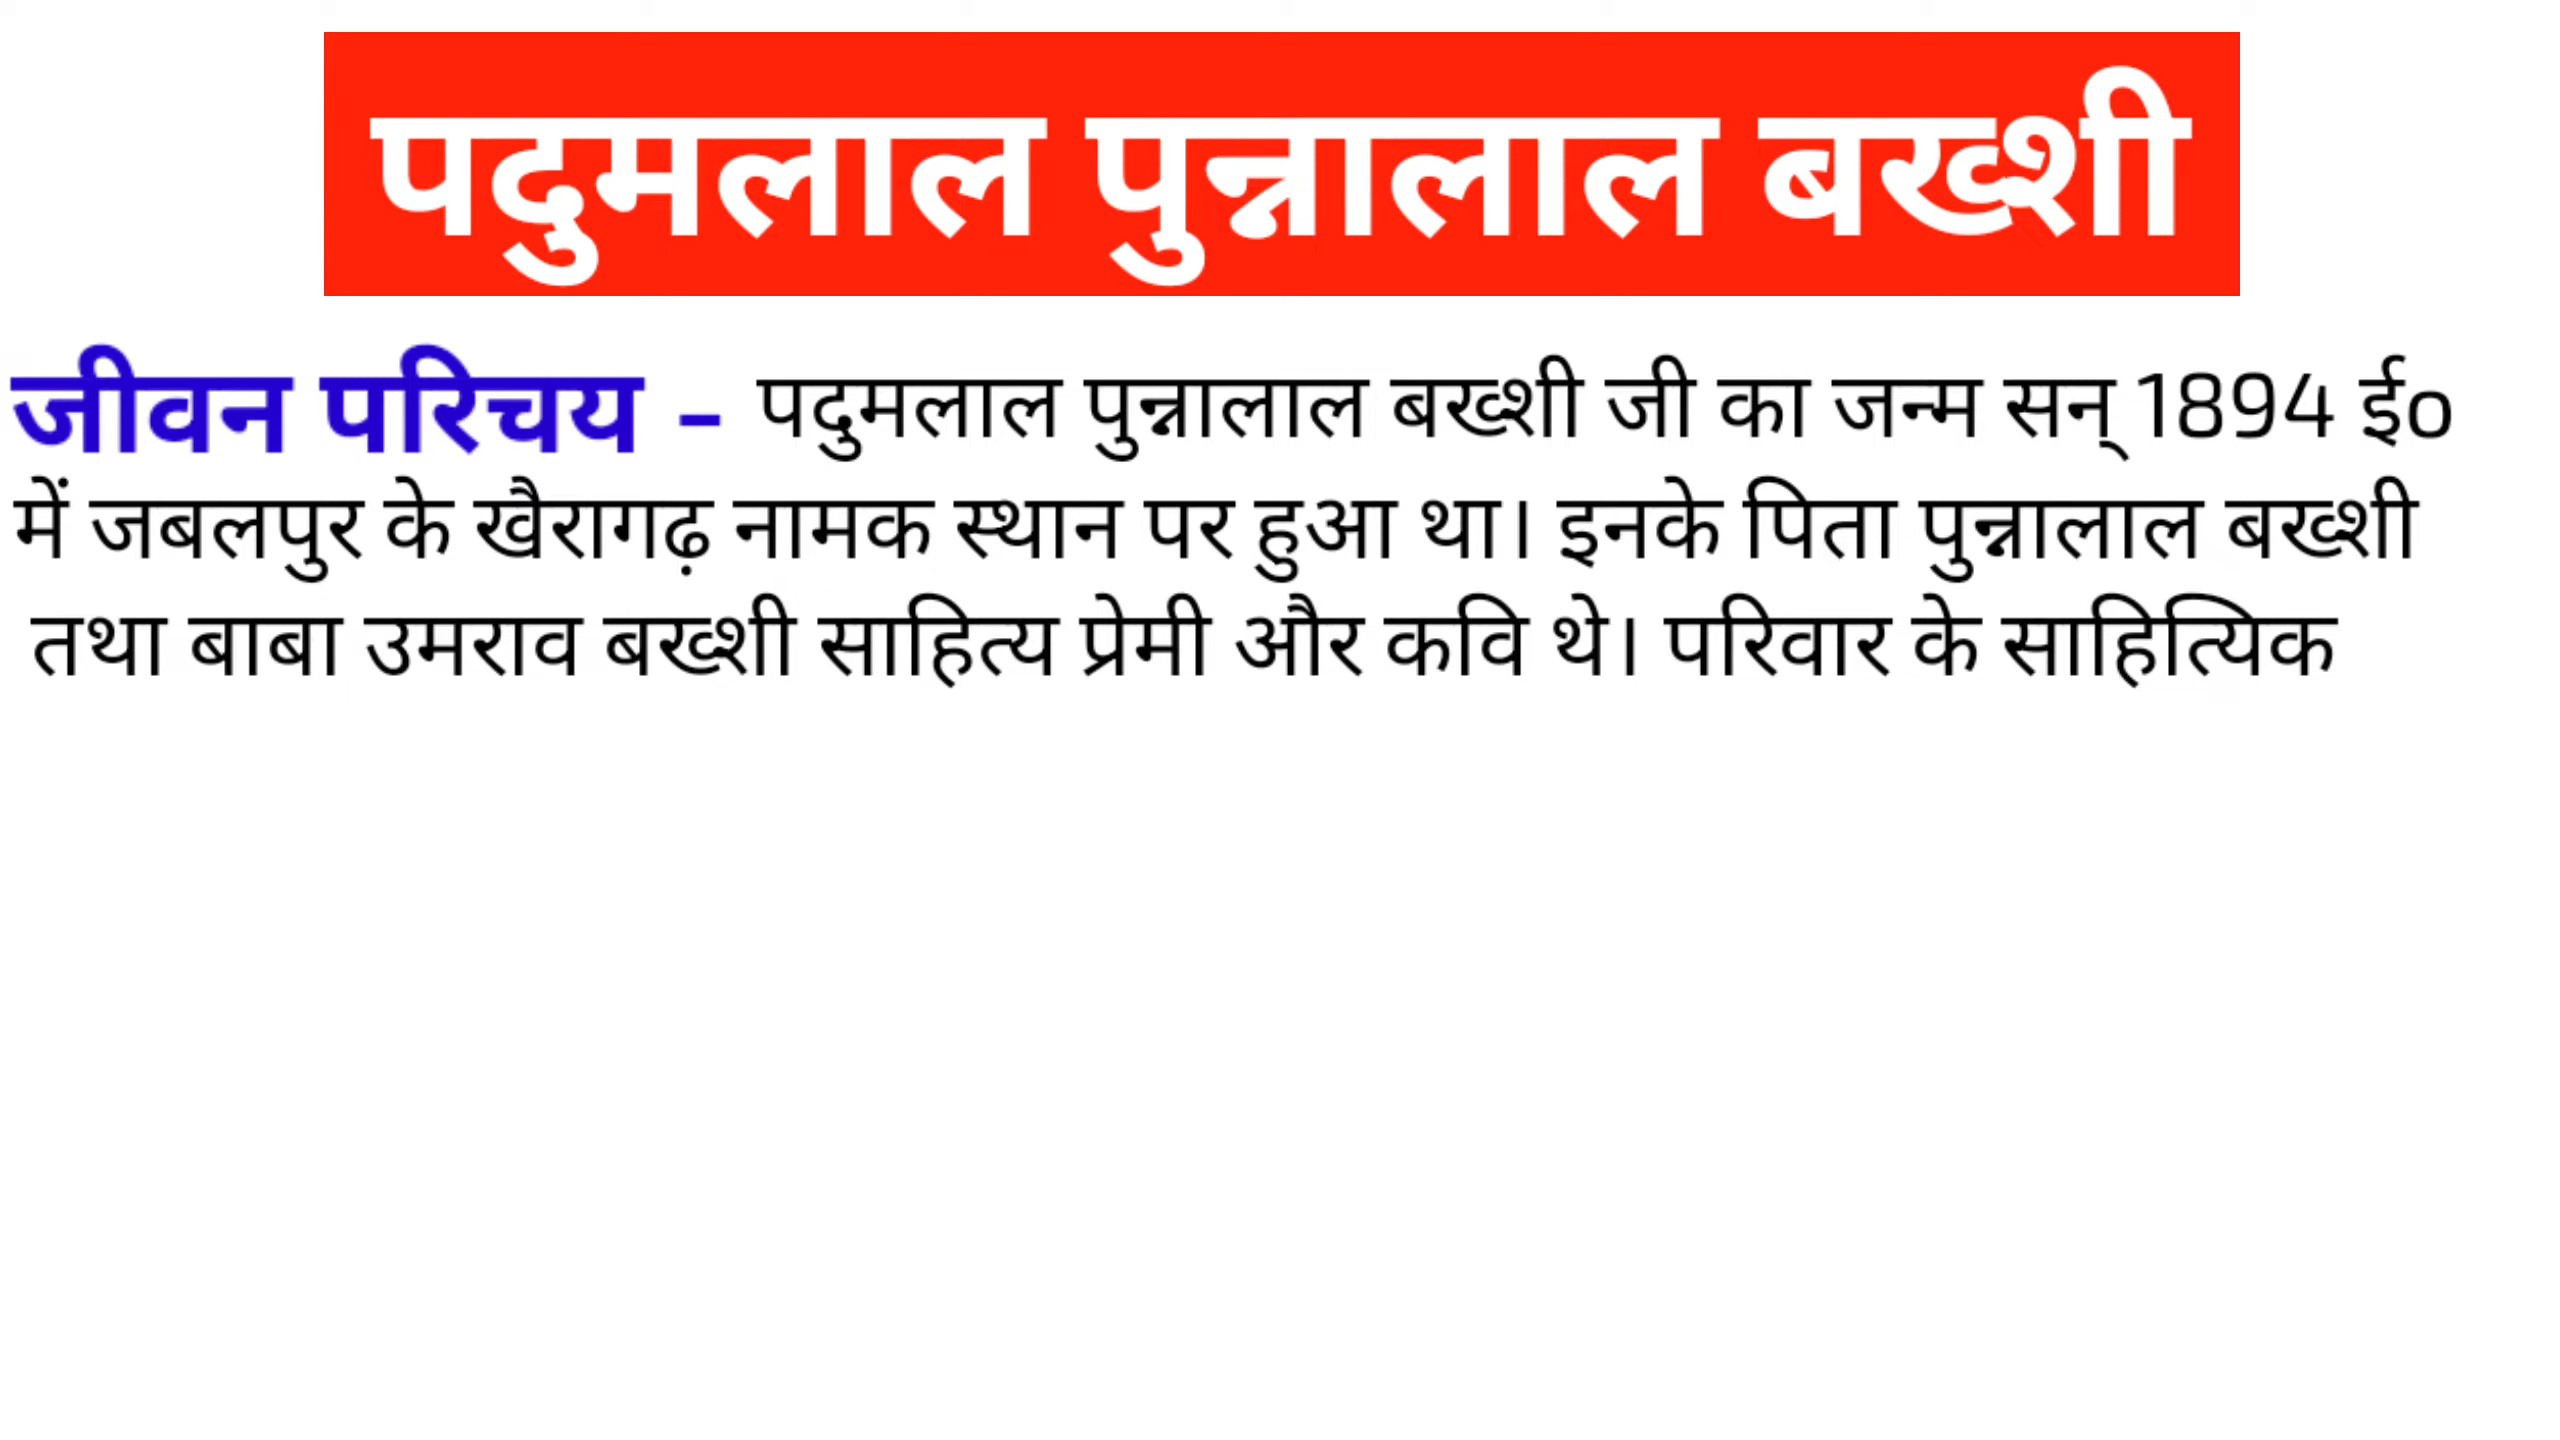 पदुमलाल पुन्नालाल बख्शी
जीवन परिचय - पदुमलाल पुन्नालाल बख्शी जी का जन्म सन् 1894 ई०
में जबलपुर के खैरागढ़ नामक स्थान पर हुआ था। इनके पिता पुन्नालाल बख्शी
तथा बाबा उमराव बख्शी साहित्य प्रेमी और कवि थे। परिवार के साहित्यिक